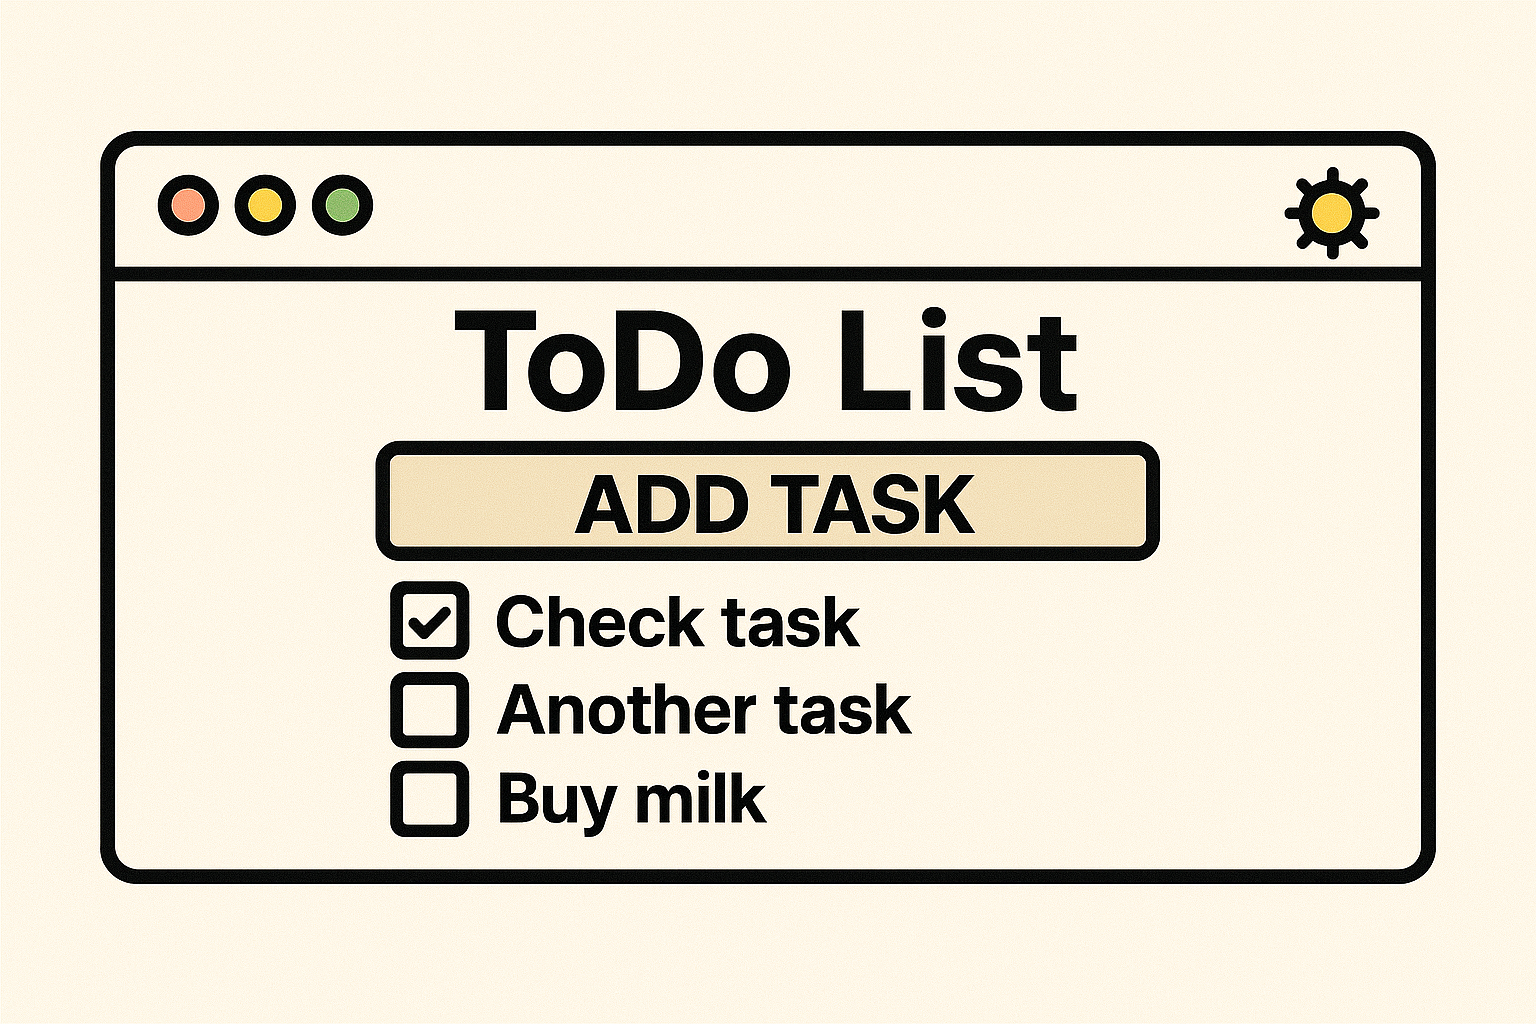 ToDo List
ADD TASK
Check task
Another task
Buy milk